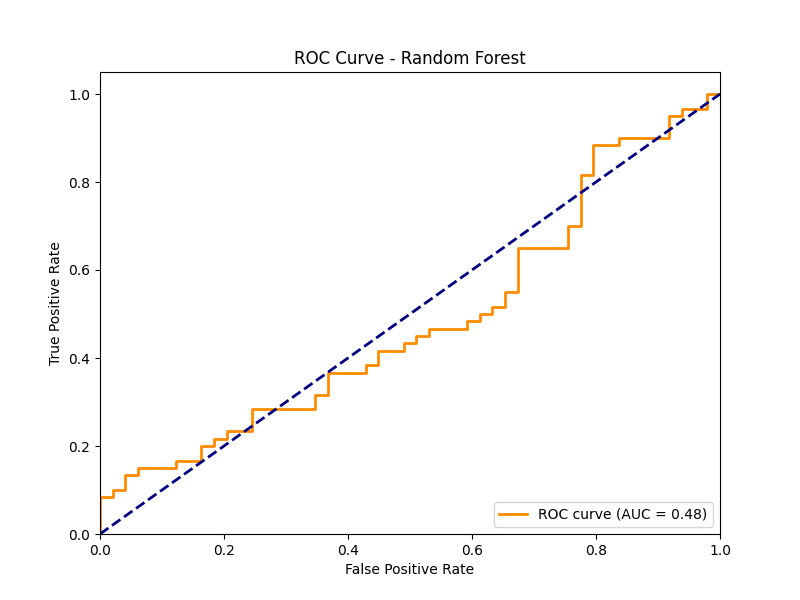 ROC Curve - Random Forest
True Positive Rate
1.0
0.8
0.6
0.4
0.2
0.0
ROC curve (AUC = 0.48)
0.0 0.2 0.4 0.6 0.8 1.0
False Positive Rate